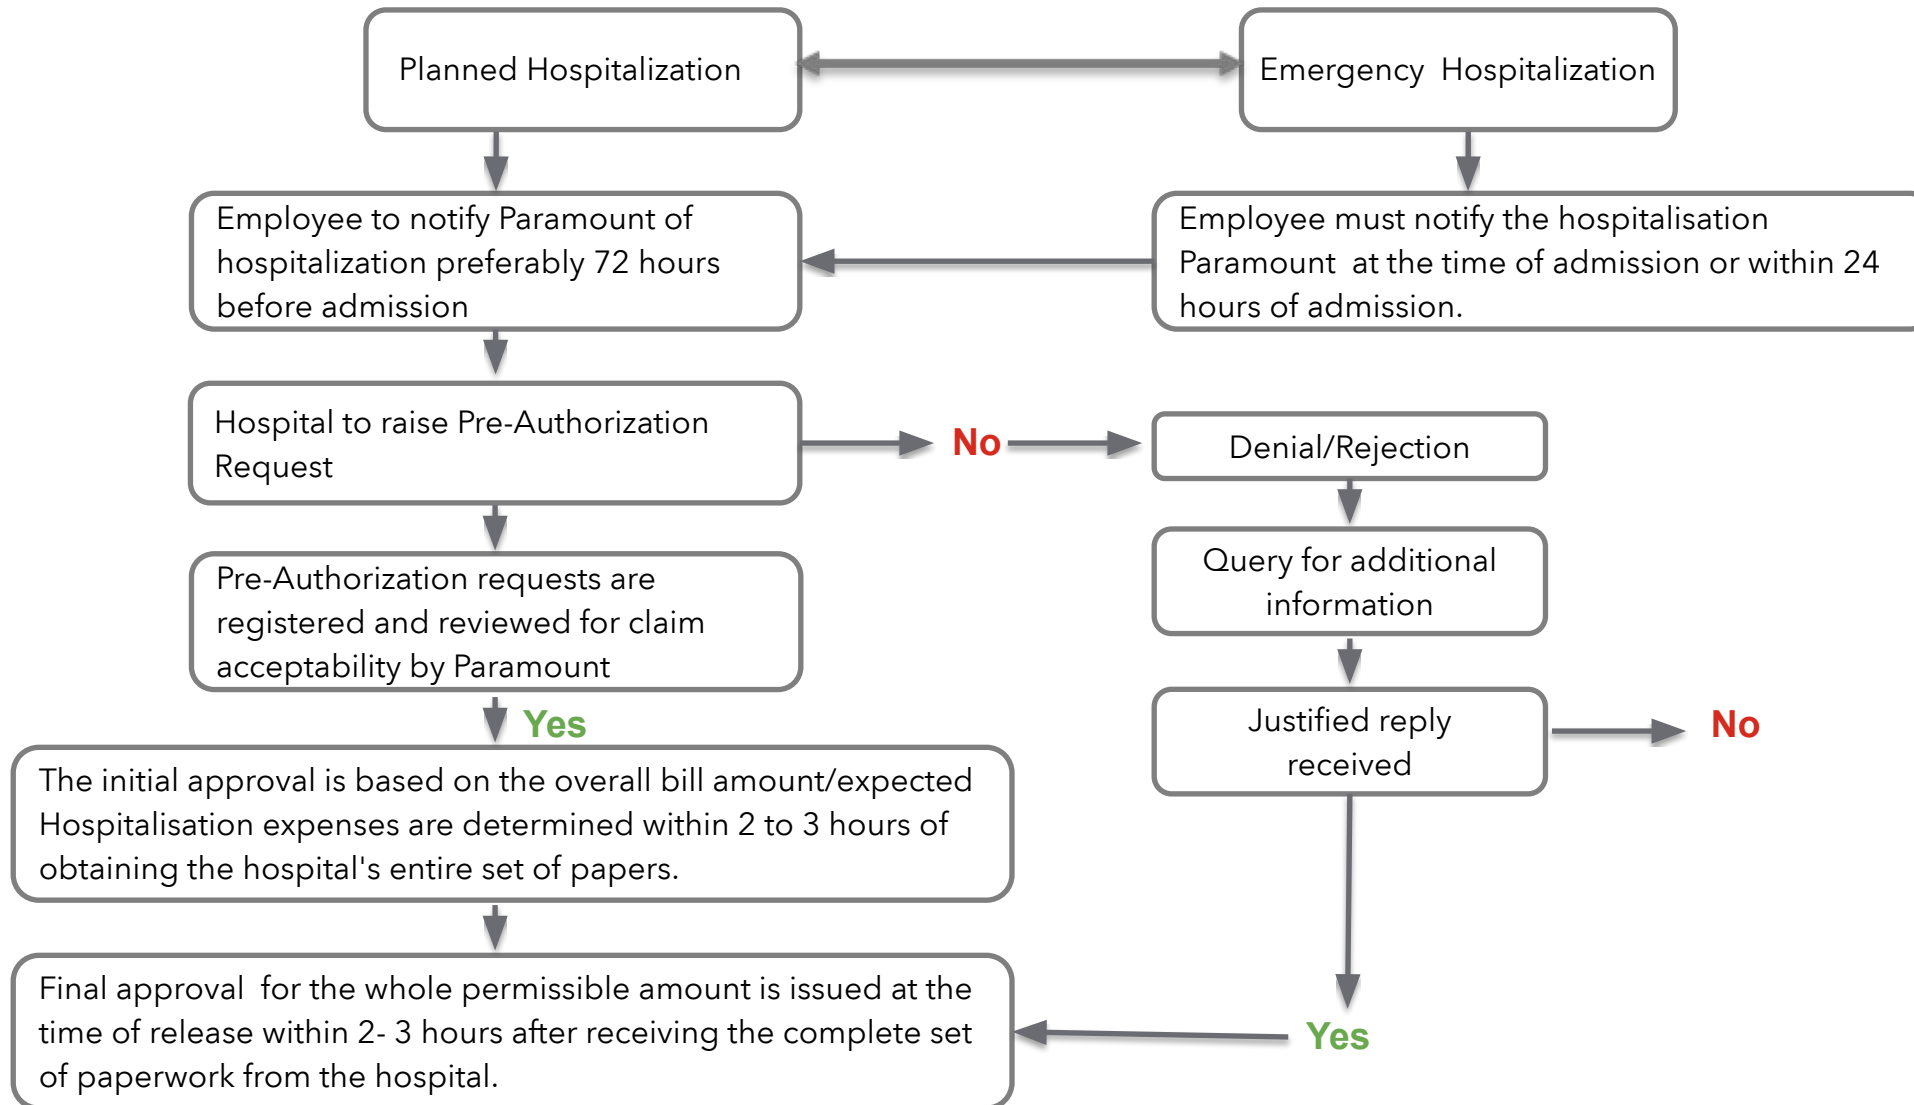 Planned Hospitalization
Emergency  Hospitalization
Employee to notify Paramount of
hospitalization preferably 72 hours
before admission
Employee must notify the hospitalisation
Paramount  at the time of admission or within 24
hours of admission.
Hospital to raise Pre-Authorization
Request
No
Denial/Rejection
Query for additional
information
Pre-Authorization requests are
registered and reviewed for claim
acceptability by Paramount
Yes
Justified reply
received
No
The initial approval is based on the overall bill amount/expected
Hospitalisation expenses are determined within 2 to 3 hours of
obtaining the hospital's entire set of papers.
Final approval  for the whole permissible amount is issued at the
time of release within 2- 3 hours after receiving the complete set
of paperwork from the hospital.
Yes